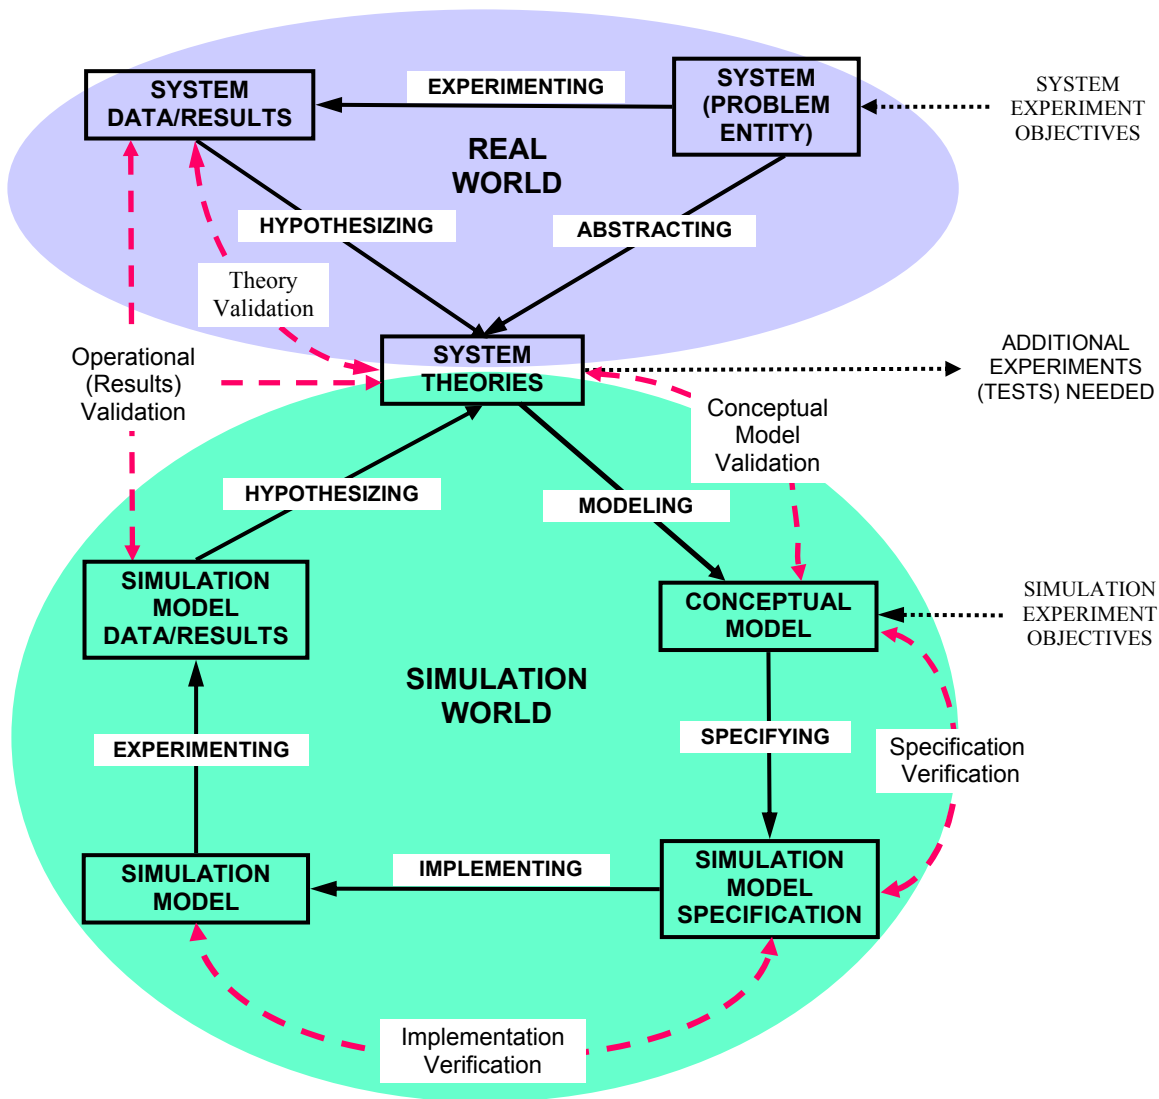 SYSTEM
DATA/RESULTS
EXPERIMENTING
SYSTEM
(PROBLEM
ENTITY)
SYSTEM
EXPERIMENT
OBJECTIVES
REAL
WORLD
HYPOTHESIZING
ABSTRACTING
Theory
Validation
SYSTEM
THEORIES
Operational
(Results)
Validation
ADDITIONAL
EXPERIMENTS
(TESTS) NEEDED
Conceptual
Model
Validation
HYPOTHESIZING
MODELING
SIMULATION
MODEL
DATA/RESULTS
CONCEPTUAL
MODEL
SIMULATION
EXPERIMENT
OBJECTIVES
SIMULATION
WORLD
EXPERIMENTING
SPECIFYING
Specification
Verification
SIMULATION
MODEL
IMPLEMENTING
SIMULATION
MODEL
SPECIFICATION
Implementation
Verification